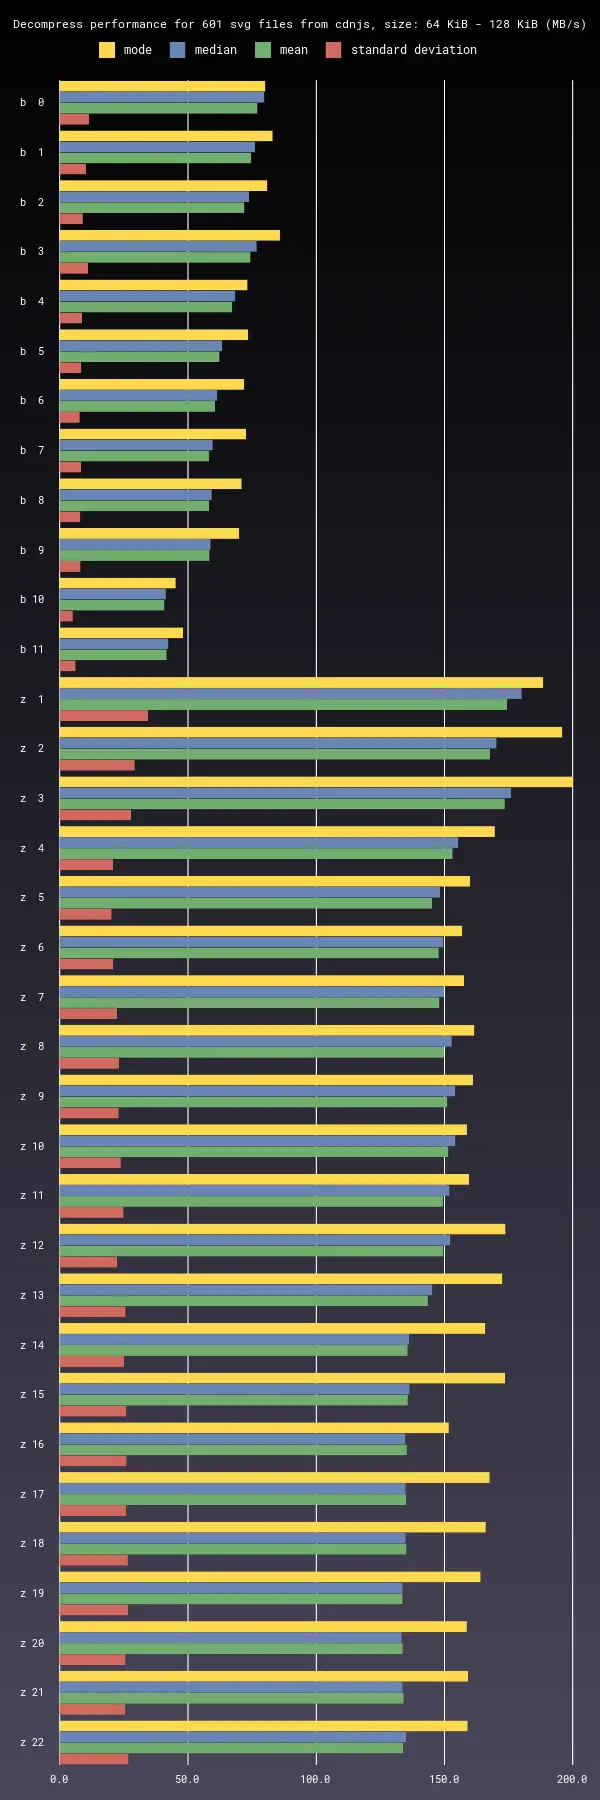 Decompress performance for 601 svg files from cdnjs, size: 64 KiB - 128 KiB (MB/s)
mode median mean standard deviation
b 0
b 1
b 2
b 3
b 4
b 5
b 6
b 7
b 8
b 9
b 10
b 11
z 1
z 2
z 3
z 4
z 5
z 6
z 7
z 8
z 9
z 10
z 11
z 12
z 13
z 14
z 15
z 16
z 17
z 18
z 19
z 20
z 21
z 22
0.0 50.0 100.0 150.0 200.0